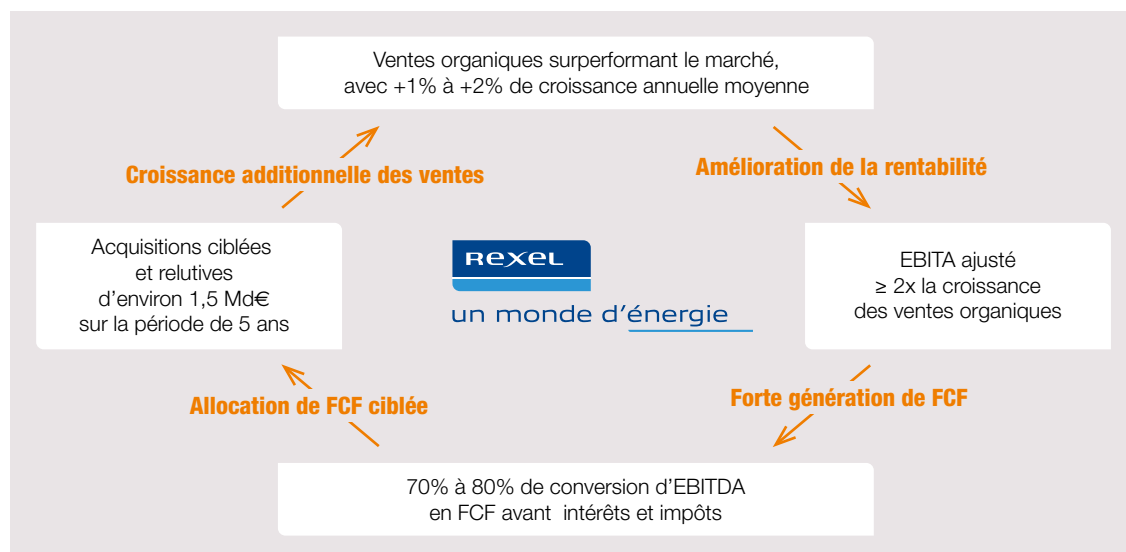 Ventes organiques surperformant le marché,
avec +1% à +2% de croissance annuelle moyenne
Croissance additionnelle des ventes
Amélioration de la rentabilité
Acquisitions ciblées
et relutives
d'environ 1,5 Md€
sur la période de 5 ans
REXEL
un monde d'énergie
EBITA ajusté
≥ 2x la croissance
des ventes organiques
Allocation de FCF ciblée
Forte génération de FCF
70% à 80% de conversion d'EBITDA
en FCF avant intérêts et impôts